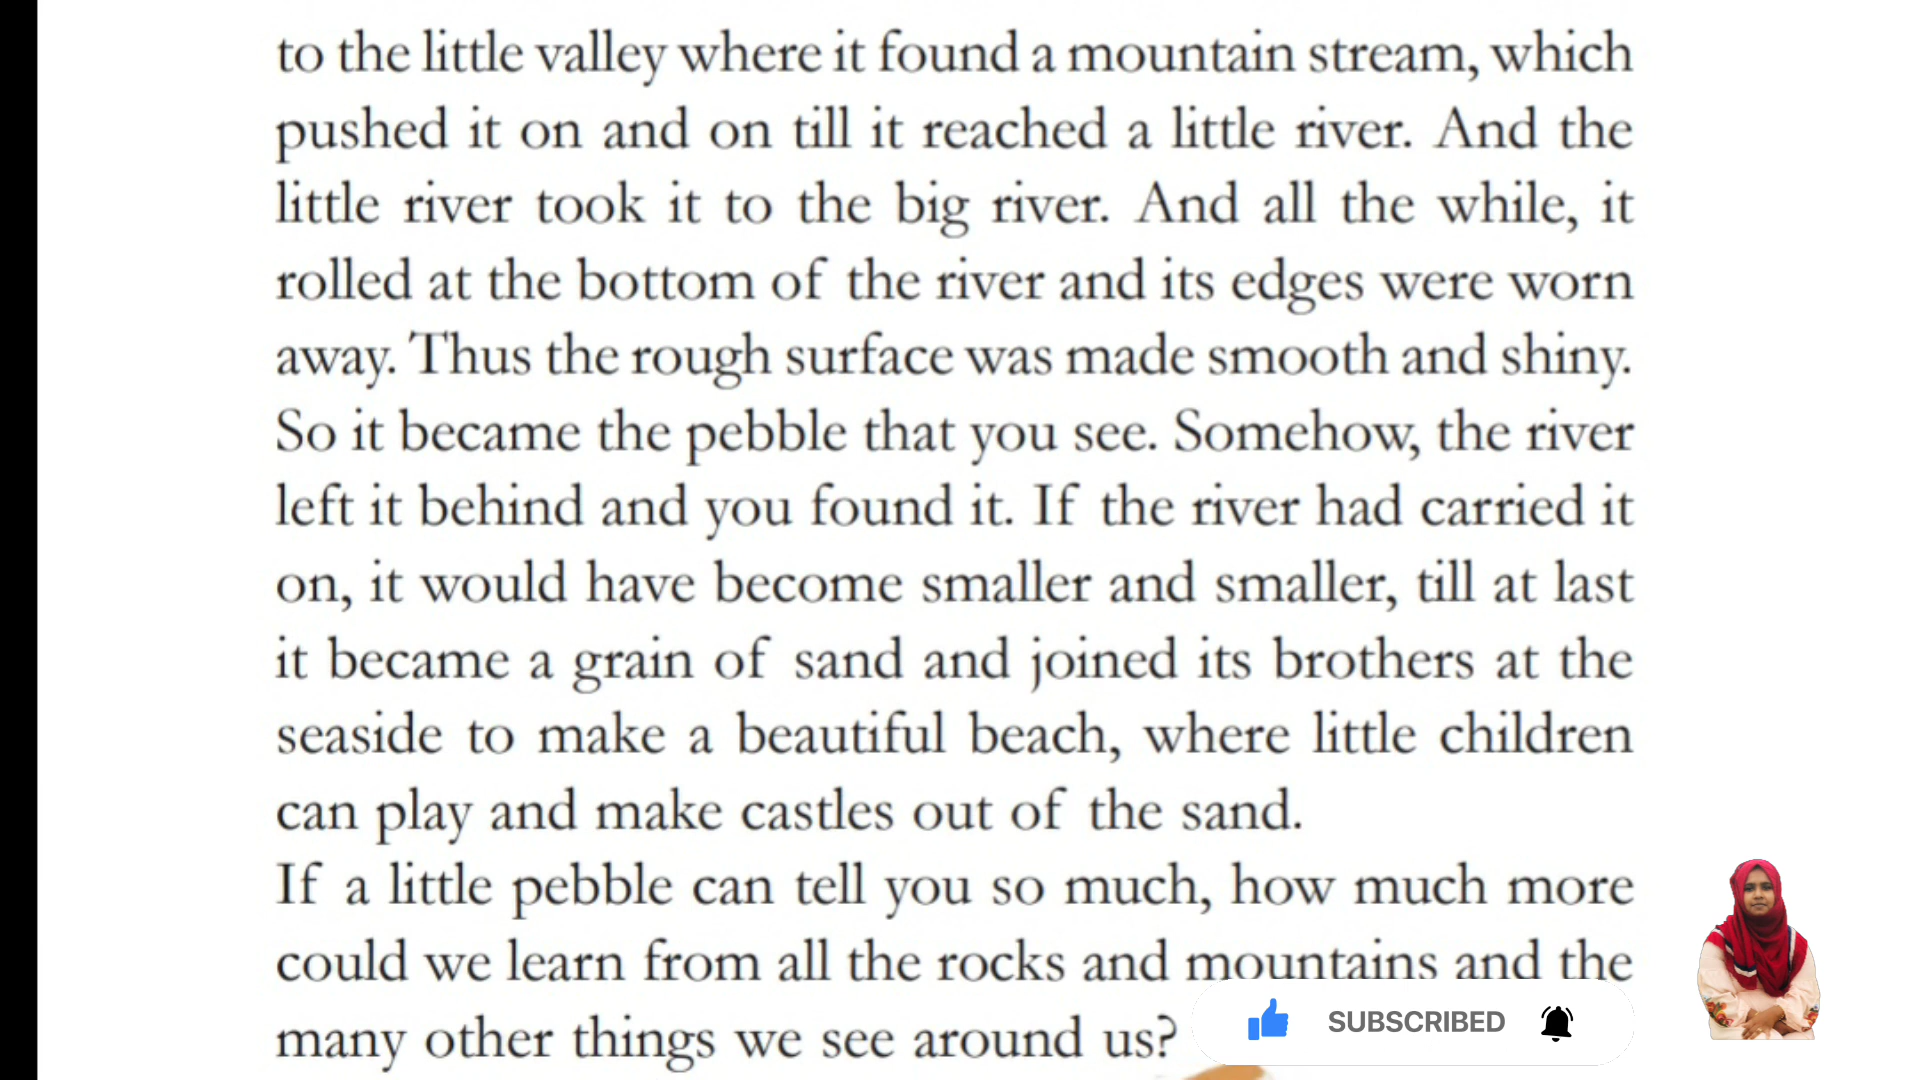 to the little valley where it found a mountain stream, which
pushed it on and on till it reached a little river. And the
little river took it to the big river. And all the while, it
rolled at the bottom of the river and its edges were worn
away. Thus the rough surface was made smooth and shiny.
So it became the pebble that you see. Somehow, the river
left it behind and you found it. If the river had carried it
on, it would have become smaller and smaller, till at last
it became a grain of sand and joined its brothers at the
seaside to make a beautiful beach, where little children
can play and make castles out of the sand.
If a little pebble can tell you so much, how much more
could we learn from all the rocks and mountains and the
many other things we see around us?
SUBSCRIBED